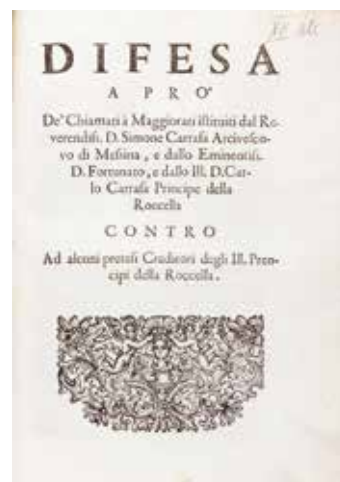 DIFESA
A PRO'
De' Chiamati à Maggiorati istituiti dal Re-
verendiss. D. Simone Carrafa Arcivesco-
vo di Messina, e dallo Eminentiss.
D. Fortunato, e dallo Ill. D. Car-
lo Carrafa Principe della
Roccella
CONTRO
Ad alcuni pretesi Creditori degli Ill. Pren-
cipi della Roccella.